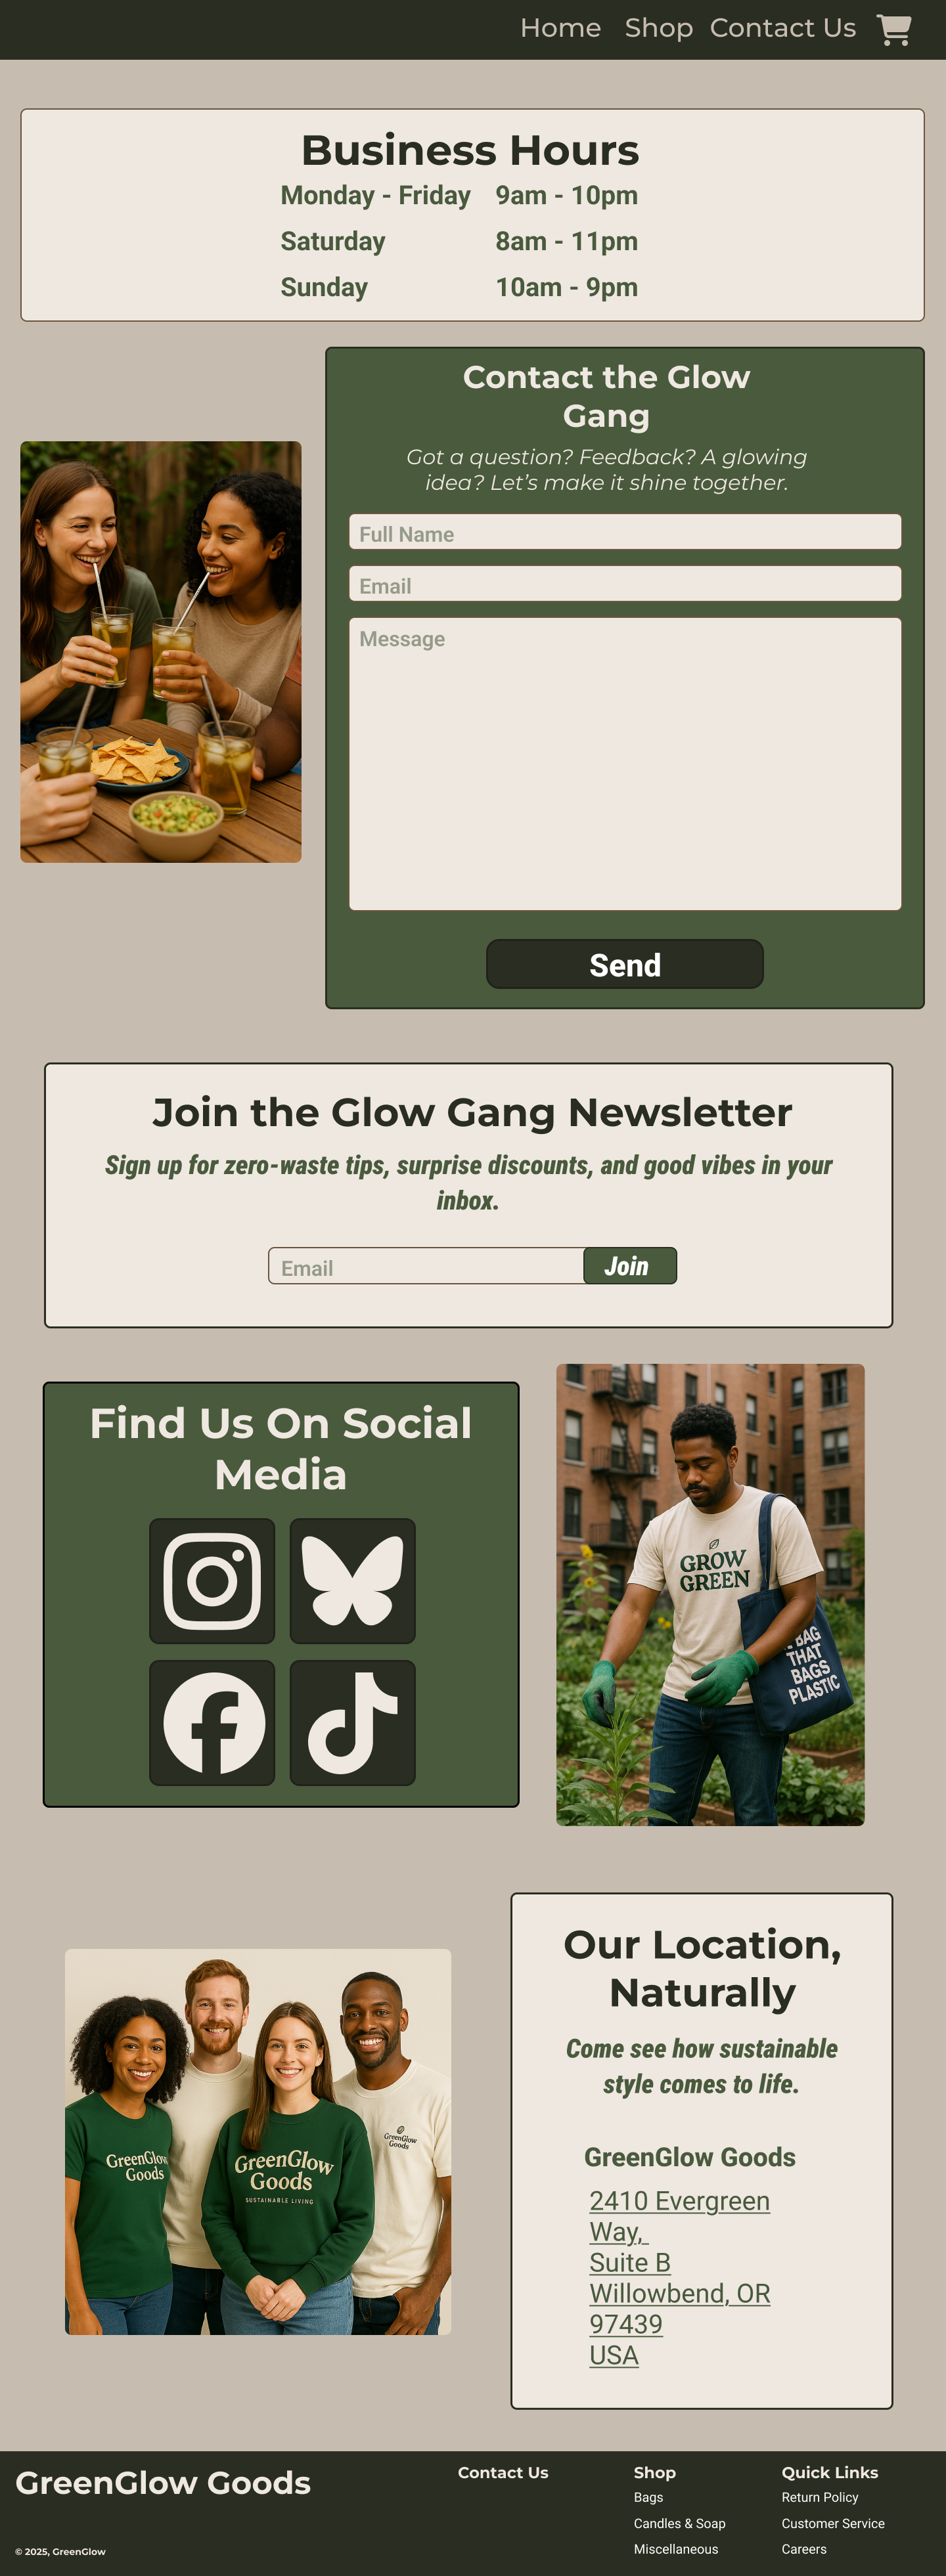 Home Shop Contact Us
Business Hours
Monday - Friday 9am - 10pm
Saturday 8am - 11pm
Sunday 10am - 9pm
Contact the Glow
Gang
Got a question? Feedback? A glowing
idea? Let’s make it shine together.
Full Name
Email
Message
Send
Join the Glow Gang Newsletter
Sign up for zero-waste tips, surprise discounts, and good vibes in your
inbox.
Email Join
Find Us On Social
Media
GROW
GREEN
BAG
THAT
BAGS
PLASTIC
GreenGlow
Goods
GreenGlow
Goods
SUSTAINABLE LIVING
GreenGlow
Goods
Our Location,
Naturally
Come see how sustainable
style comes to life.
GreenGlow Goods
2410 Evergreen
Way,
Suite B
Willowbend, OR
97439
USA
GreenGlow Goods
© 2025, GreenGlow
Contact Us
Shop
Bags
Candles & Soap
Miscellaneous
Quick Links
Return Policy
Customer Service
Careers